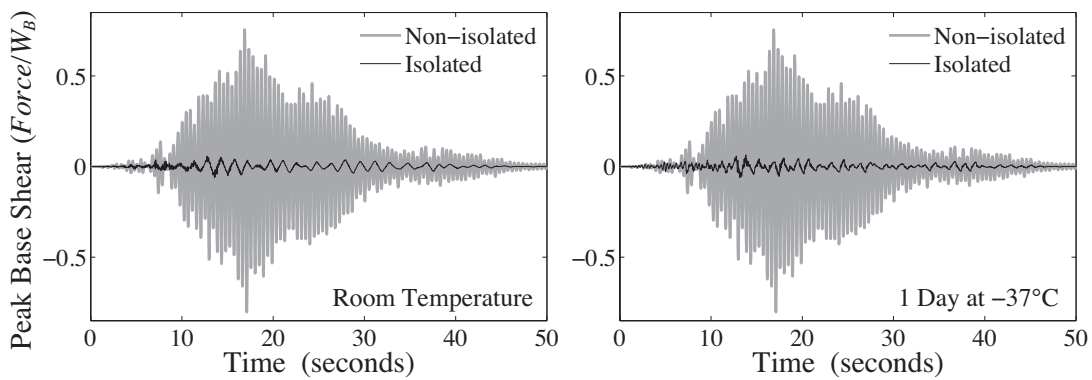 Peak Base Shear (Force/W_B)
0.5
0
−0.5
Non−isolated
Isolated
Room Temperature
0 10 20 30 40 50
Time (seconds)
0.5
0
−0.5
Non−isolated
Isolated
1 Day at −37°C
0 10 20 30 40 50
Time (seconds)